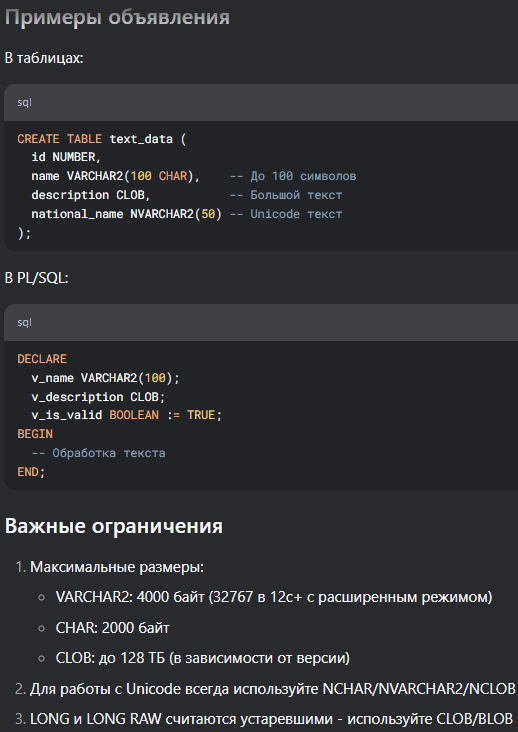 Примеры объявления
В таблицах:
sql
CREATE TABLE text_data (
  id NUMBER,
  name VARCHAR2(100 CHAR),    -- До 100 символов
  description CLOB,           -- Большой текст
  national_name NVARCHAR2(50) -- Unicode текст
);
В PL/SQL:
sql
DECLARE
  v_name VARCHAR2(100);
  v_description CLOB;
  v_is_valid BOOLEAN := TRUE;
BEGIN
  -- Обработка текста
END;
Важные ограничения
1. Максимальные размеры:
◦ VARCHAR2: 4000 байт (32767 в 12c+ с расширенным режимом)
◦ CHAR: 2000 байт
◦ CLOB: до 128 ТБ (в зависимости от версии)
2. Для работы с Unicode всегда используйте NCHAR/NVARCHAR2/NCLOB
3. LONG и LONG RAW считаются устаревшими - используйте CLOB/BLOB